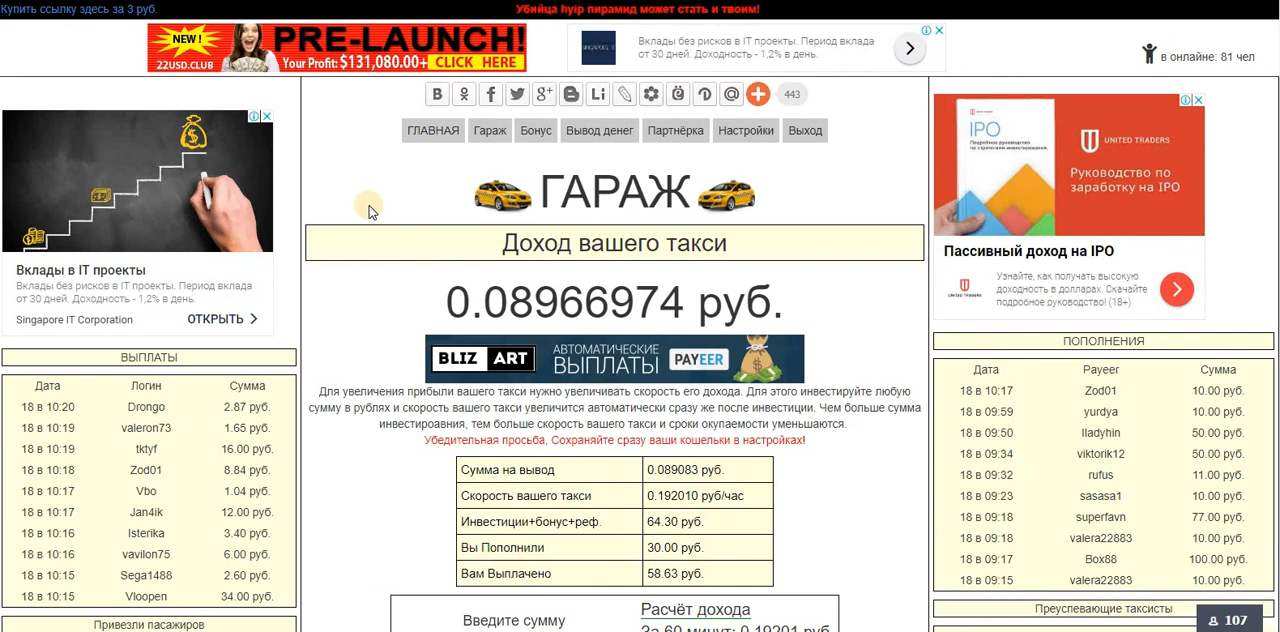 Купить ссылку здесь за 3 руб.
Убийца hyip пирамид может стать и твоим!
NEW !
PRE-LAUNCH!
22USD.CLUB
Your Profit: $131,080.00+ CLICK HERE
SINGAPORE IT
Вклады без рисков в IT проекты. Период вклада
от 30 дней. Доходность - 1,2% в день.
в онлайне: 81 чел
443
ГЛАВНАЯ Гараж Бонус Вывод денег Партнёрка Настройки Выход
Вклады в IT проекты
Вклады без рисков в IT проекты. Период вклада
от 30 дней. Доходность - 1,2% в день.
Singapore IT Corporation ОТКРЫТЬ
ВЫПЛАТЫ
Дата Логин Сумма
18 в 10:20 Drongo 2.87 руб.
18 в 10:19 valeron73 1.65 руб.
18 в 10:19 tktyf 16.00 руб.
18 в 10:18 Zod01 8.84 руб.
18 в 10:17 Vbo 1.04 руб.
18 в 10:17 Jan4ik 12.00 руб.
18 в 10:16 Isterika 3.40 руб.
18 в 10:16 vavilon75 6.00 руб.
18 в 10:15 Sega1488 2.60 руб.
18 в 10:15 Vloopen 34.00 руб.
Привезли пасажиров
ГАРАЖ
Доход вашего такси
0.08966974 руб.
BLIZ ART
АВТОМАТИЧЕСКИЕ
ВЫПЛАТЫ
PAYEER
Для увеличения прибыли вашего такси нужно увеличивать скорость его дохода. Для этого инвестируйте любую
сумму в рублях и скорость вашего такси увеличится автоматически сразу же после инвестиции. Чем больше сумма
инвестироавния, тем больше скорость вашего такси и сроки окупаемости уменьшаются.
Убедительная просьба, Сохраняйте сразу ваши кошельки в настройках!
Сумма на вывод 0.089083 руб.
Скорость вашего такси 0.192010 руб/час
Инвестиции+бонус+реф. 64.30 руб.
Вы Пополнили 30.00 руб.
Вам Выплачено 58.63 руб.
Введите сумму
Расчёт дохода
За 60 минут: 0.19201 руб
IPO
UNITED TRADERS
Руководство по
заработку на IPO
Пассивный доход на IPO
UNITED TRADERS
Узнайте, как получать высокую
доходность в долларах. Скачайте
подробное руководство! (18+)
ПОПОЛНЕНИЯ
Дата Payeer Сумма
18 в 10:17 Zod01 10.00 руб.
18 в 09:59 yurdya 10.00 руб.
18 в 09:50 lladyhin 50.00 руб.
18 в 09:34 viktorik12 50.00 руб.
18 в 09:32 rufus 11.00 руб.
18 в 09:23 sasasa1 10.00 руб.
18 в 09:18 superfavn 77.00 руб.
18 в 09:18 valera22883 10.00 руб.
18 в 09:17 Box88 100.00 руб.
18 в 09:15 valera22883 10.00 руб.
Преуспевающие таксисты
107